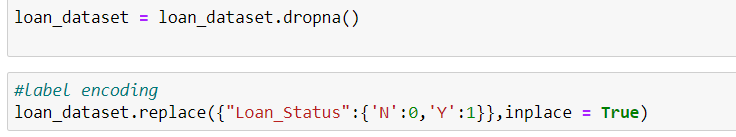 loan_dataset = loan_dataset.dropna()
#label encoding
loan_dataset.replace({"Loan_Status":{'N':0,'Y':1}},inplace = True)